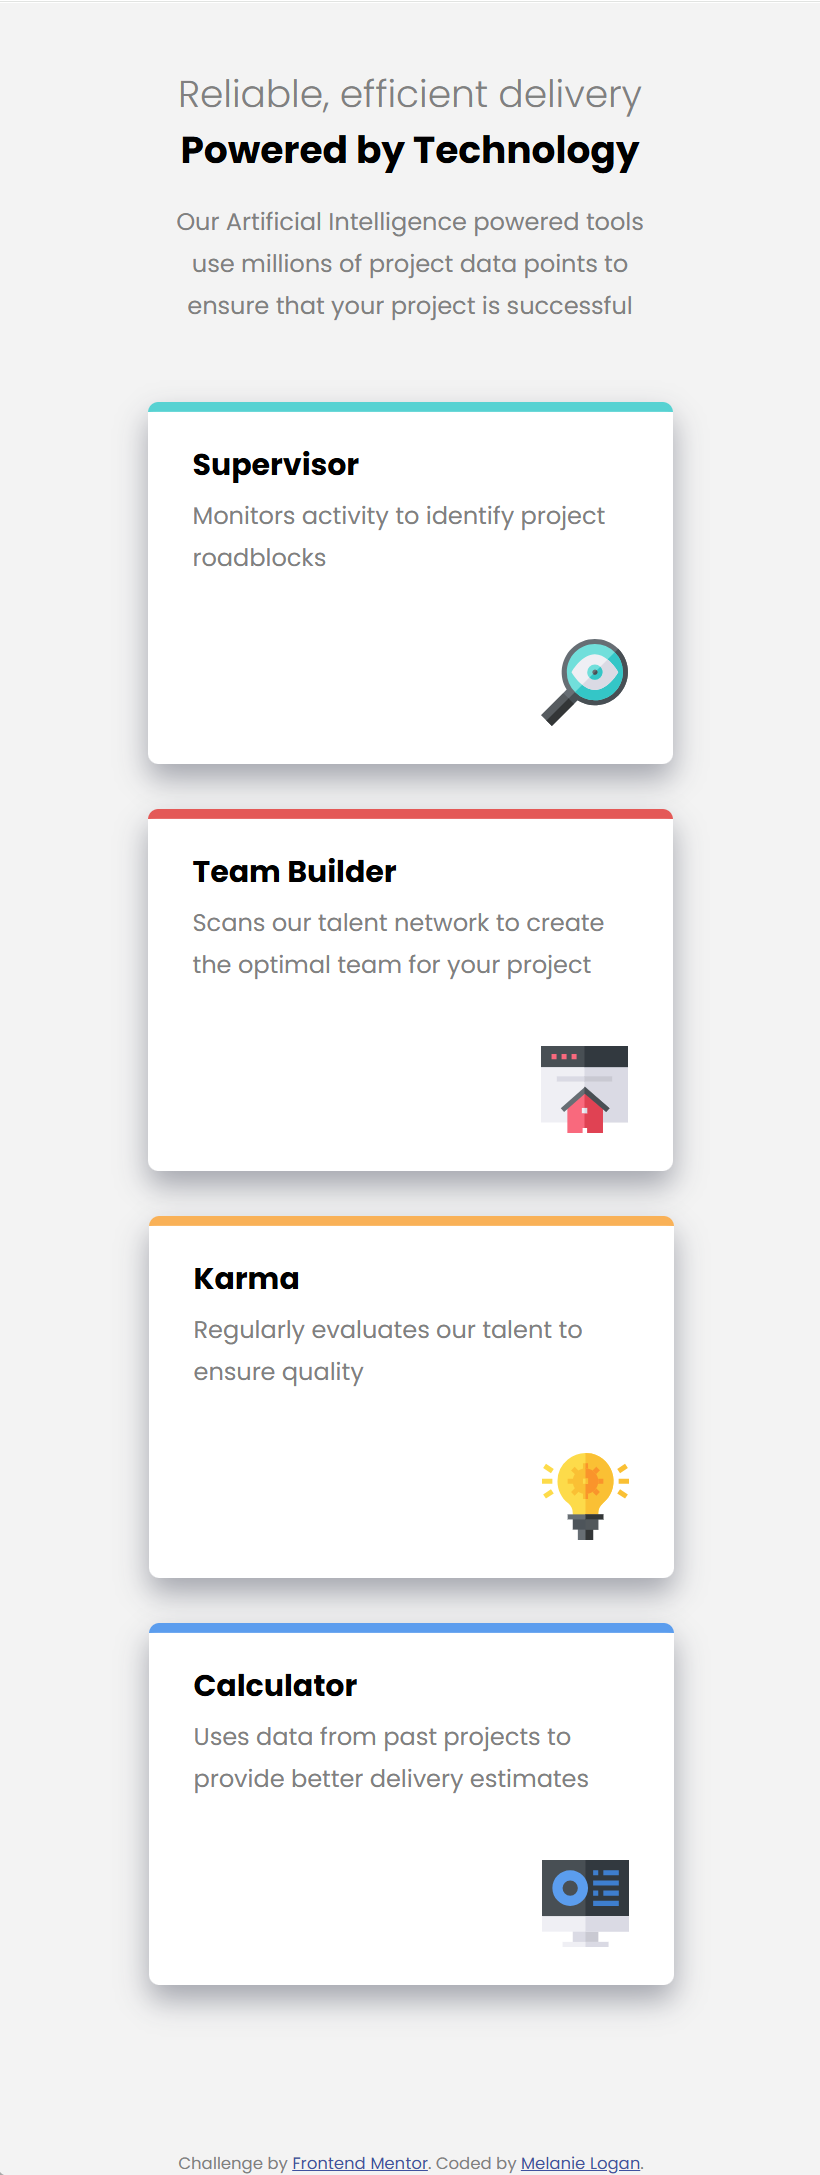 Reliable, efficient delivery
Powered by Technology
Our Artificial Intelligence powered tools
use millions of project data points to
ensure that your project is successful
Supervisor
Monitors activity to identify project
roadblocks
Team Builder
Scans our talent network to create
the optimal team for your project
Karma
Regularly evaluates our talent to
ensure quality
Calculator
Uses data from past projects to
provide better delivery estimates
Challenge by Frontend Mentor. Coded by Melanie Logan.